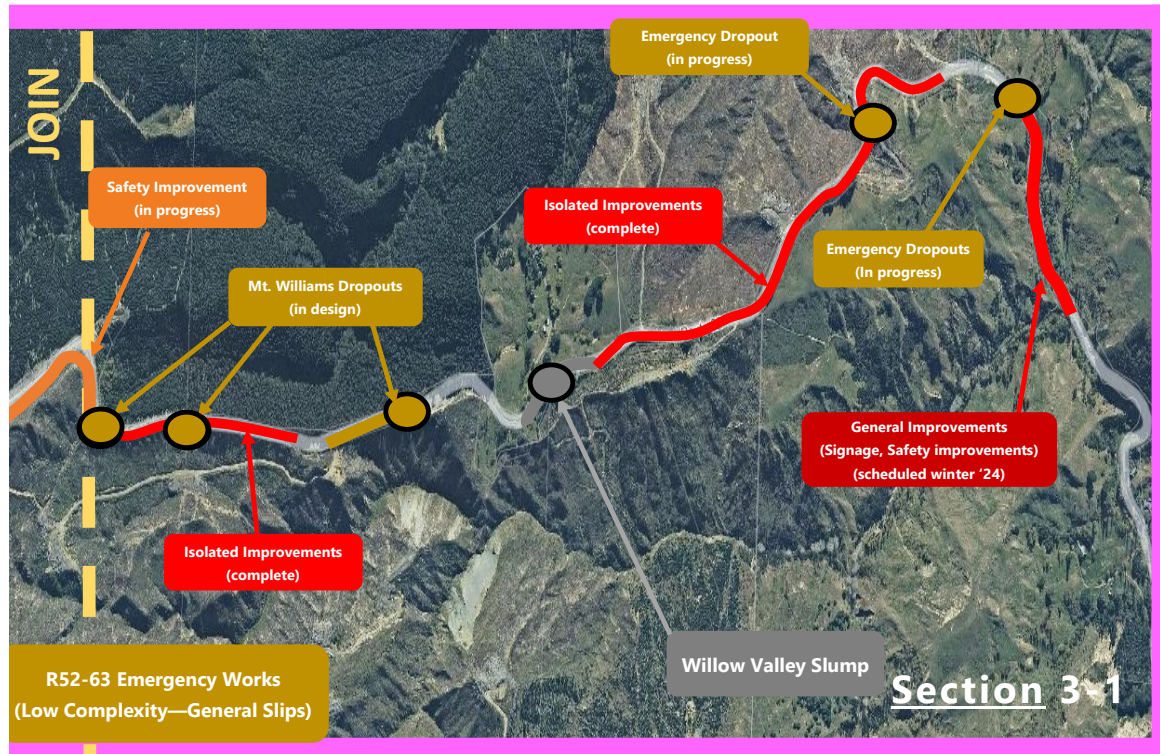 Emergency Dropout
(in progress)
JOIN
Safety Improvement
(in progress)
Isolated Improvements
(complete)
Emergency Dropouts
(In progress)
Mt. Williams Dropouts
(in design)
General Improvements
(Signage, Safety improvements)
(scheduled winter ‘24)
Isolated Improvements
(complete)
Willow Valley Slump
R52-63 Emergency Works
(Low Complexity—General Slips)
Section 3-1